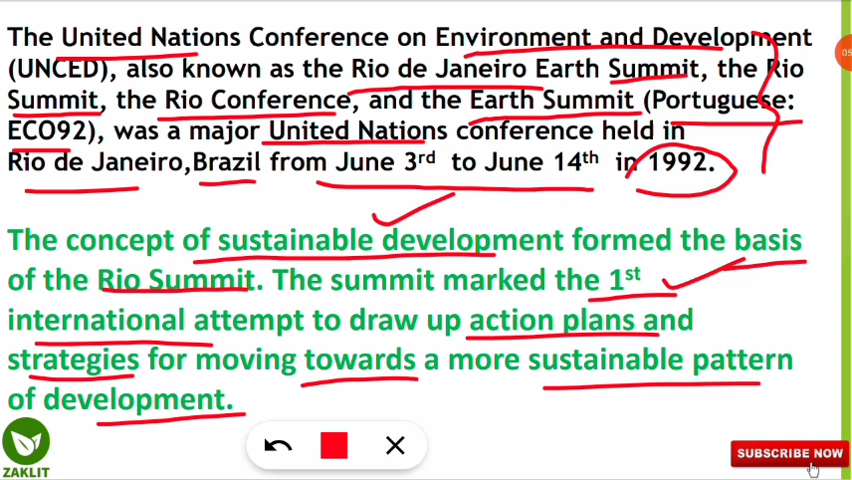 The United Nations Conference on Environment and Development
(UNCED), also known as the Rio de Janeiro Earth Summit, the Rio
Summit, the Rio Conference, and the Earth Summit (Portuguese:
ECO92), was a major United Nations conference held in
Rio de Janeiro,Brazil from June 3rd to June 14th in 1992.
The concept of sustainable development formed the basis
of the Rio Summit. The summit marked the 1st
international attempt to draw up action plans and
strategies for moving towards a more sustainable pattern
of development.
ZAKLIT
SUBSCRIBE NOW